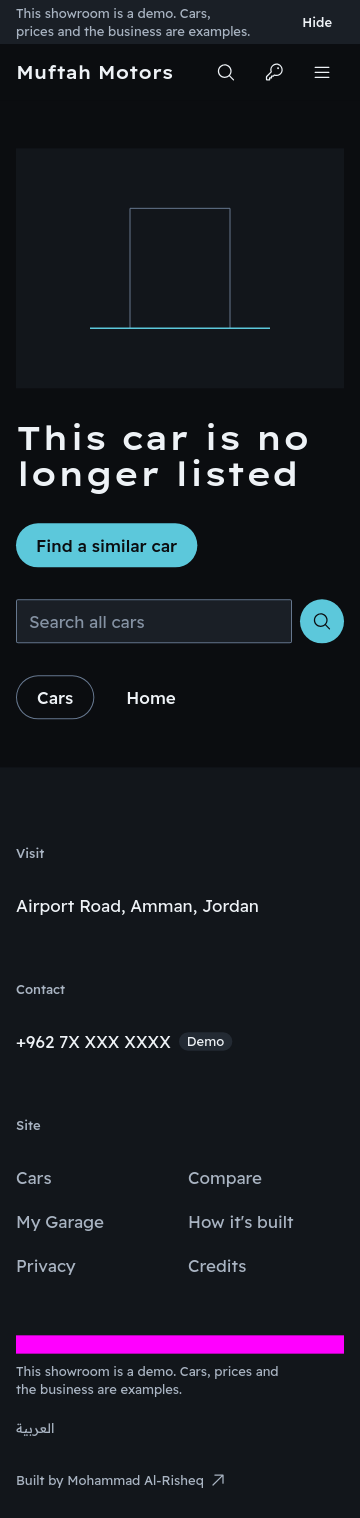 This showroom is a demo. Cars,
prices and the business are examples.
Hide
Muftah Motors
This car is no
longer listed
Find a similar car
Search all cars
Cars
Home
Visit
Airport Road, Amman, Jordan
Contact
+962 7X XXX XXXX
Demo
Site
Cars
Compare
My Garage
How it's built
Privacy
Credits
This showroom is a demo. Cars, prices and
the business are examples.
العربية
Built by Mohammad Al-Risheq